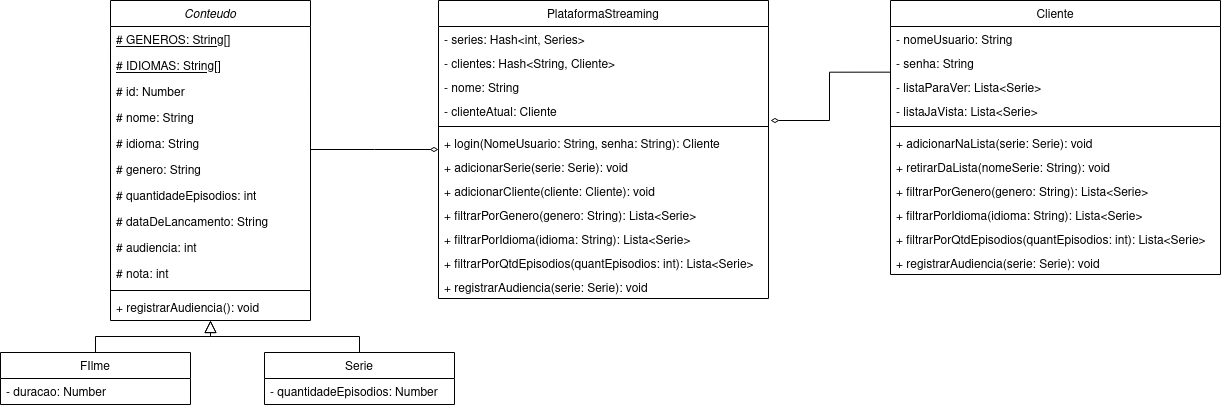 Conteudo
# GENEROS: String[]
# IDIOMAS: String[]
# id: Number
# nome: String
# idioma: String
# genero: String
# quantidadeEpisodios: int
# dataDeLancamento: String
# audiencia: int
# nota: int
+ registrarAudiencia(): void
PlataformaStreaming
- series: Hash<int, Series>
- clientes: Hash<String, Cliente>
- nome: String
- clienteAtual: Cliente
+ login(NomeUsuario: String, senha: String): Cliente
+ adicionarSerie(serie: Serie): void
+ adicionarCliente(cliente: Cliente): void
+ filtrarPorGenero(genero: String): Lista<Serie>
+ filtrarPorIdioma(idioma: String): Lista<Serie>
+ filtrarPorQtdEpisodios(quantEpisodios: int): Lista<Serie>
+ registrarAudiencia(serie: Serie): void
Cliente
- nomeUsuario: String
- senha: String
- listaParaVer: Lista<Serie>
- listaJaVista: Lista<Serie>
+ adicionarNaLista(serie: Serie): void
+ retirarDaLista(nomeSerie: String): void
+ filtrarPorGenero(genero: String): Lista<Serie>
+ filtrarPorIdioma(idioma: String): Lista<Serie>
+ filtrarPorQtdEpisodios(quantEpisodios: int): Lista<Serie>
+ registrarAudiencia(serie: Serie): void
FIlme
- duracao: Number
Serie
- quantidadeEpisodios: Number